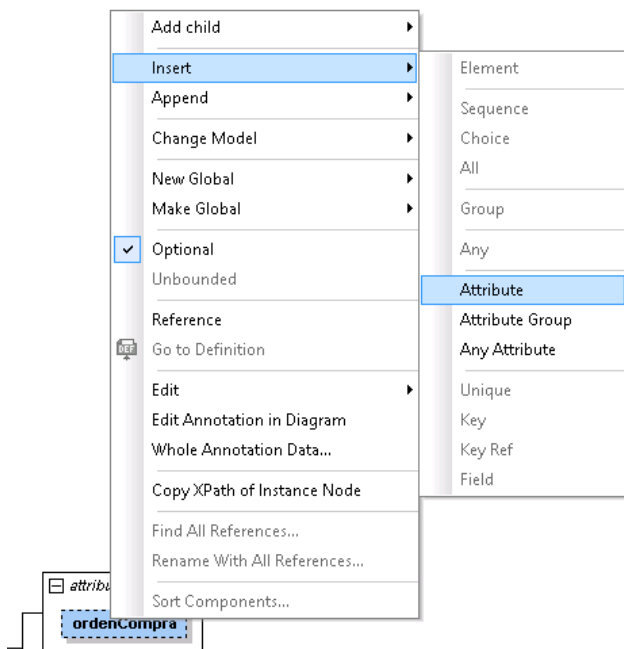 Add child
Insert
Append
Change Model
New Global
Make Global
Optional
Unbounded
Reference
DEF
Go to Definition
Edit
Edit Annotation in Diagram
Whole Annotation Data...
Copy XPath of Instance Node
Find All References...
Rename With All References...
Sort Components...
Element
Sequence
Choice
All
Group
Any
Attribute
Attribute Group
Any Attribute
Unique
Key
Key Ref
Field
attribu
ordenCompra